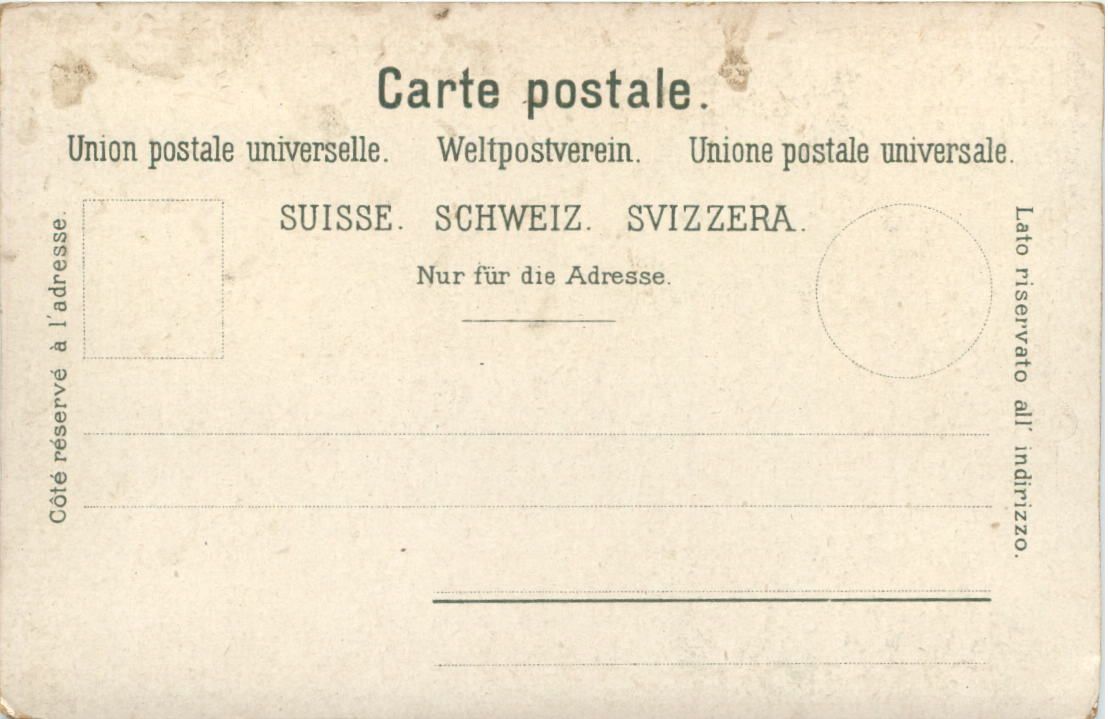 Carte postale.
Union postale universelle. Weltpostverein. Unione postale universale.
SUISSE. SCHWEIZ. SVIZZERA.
Nur für die Adresse.
Côté réservé à l'adresse.
Lato riservato all' indirizzo.